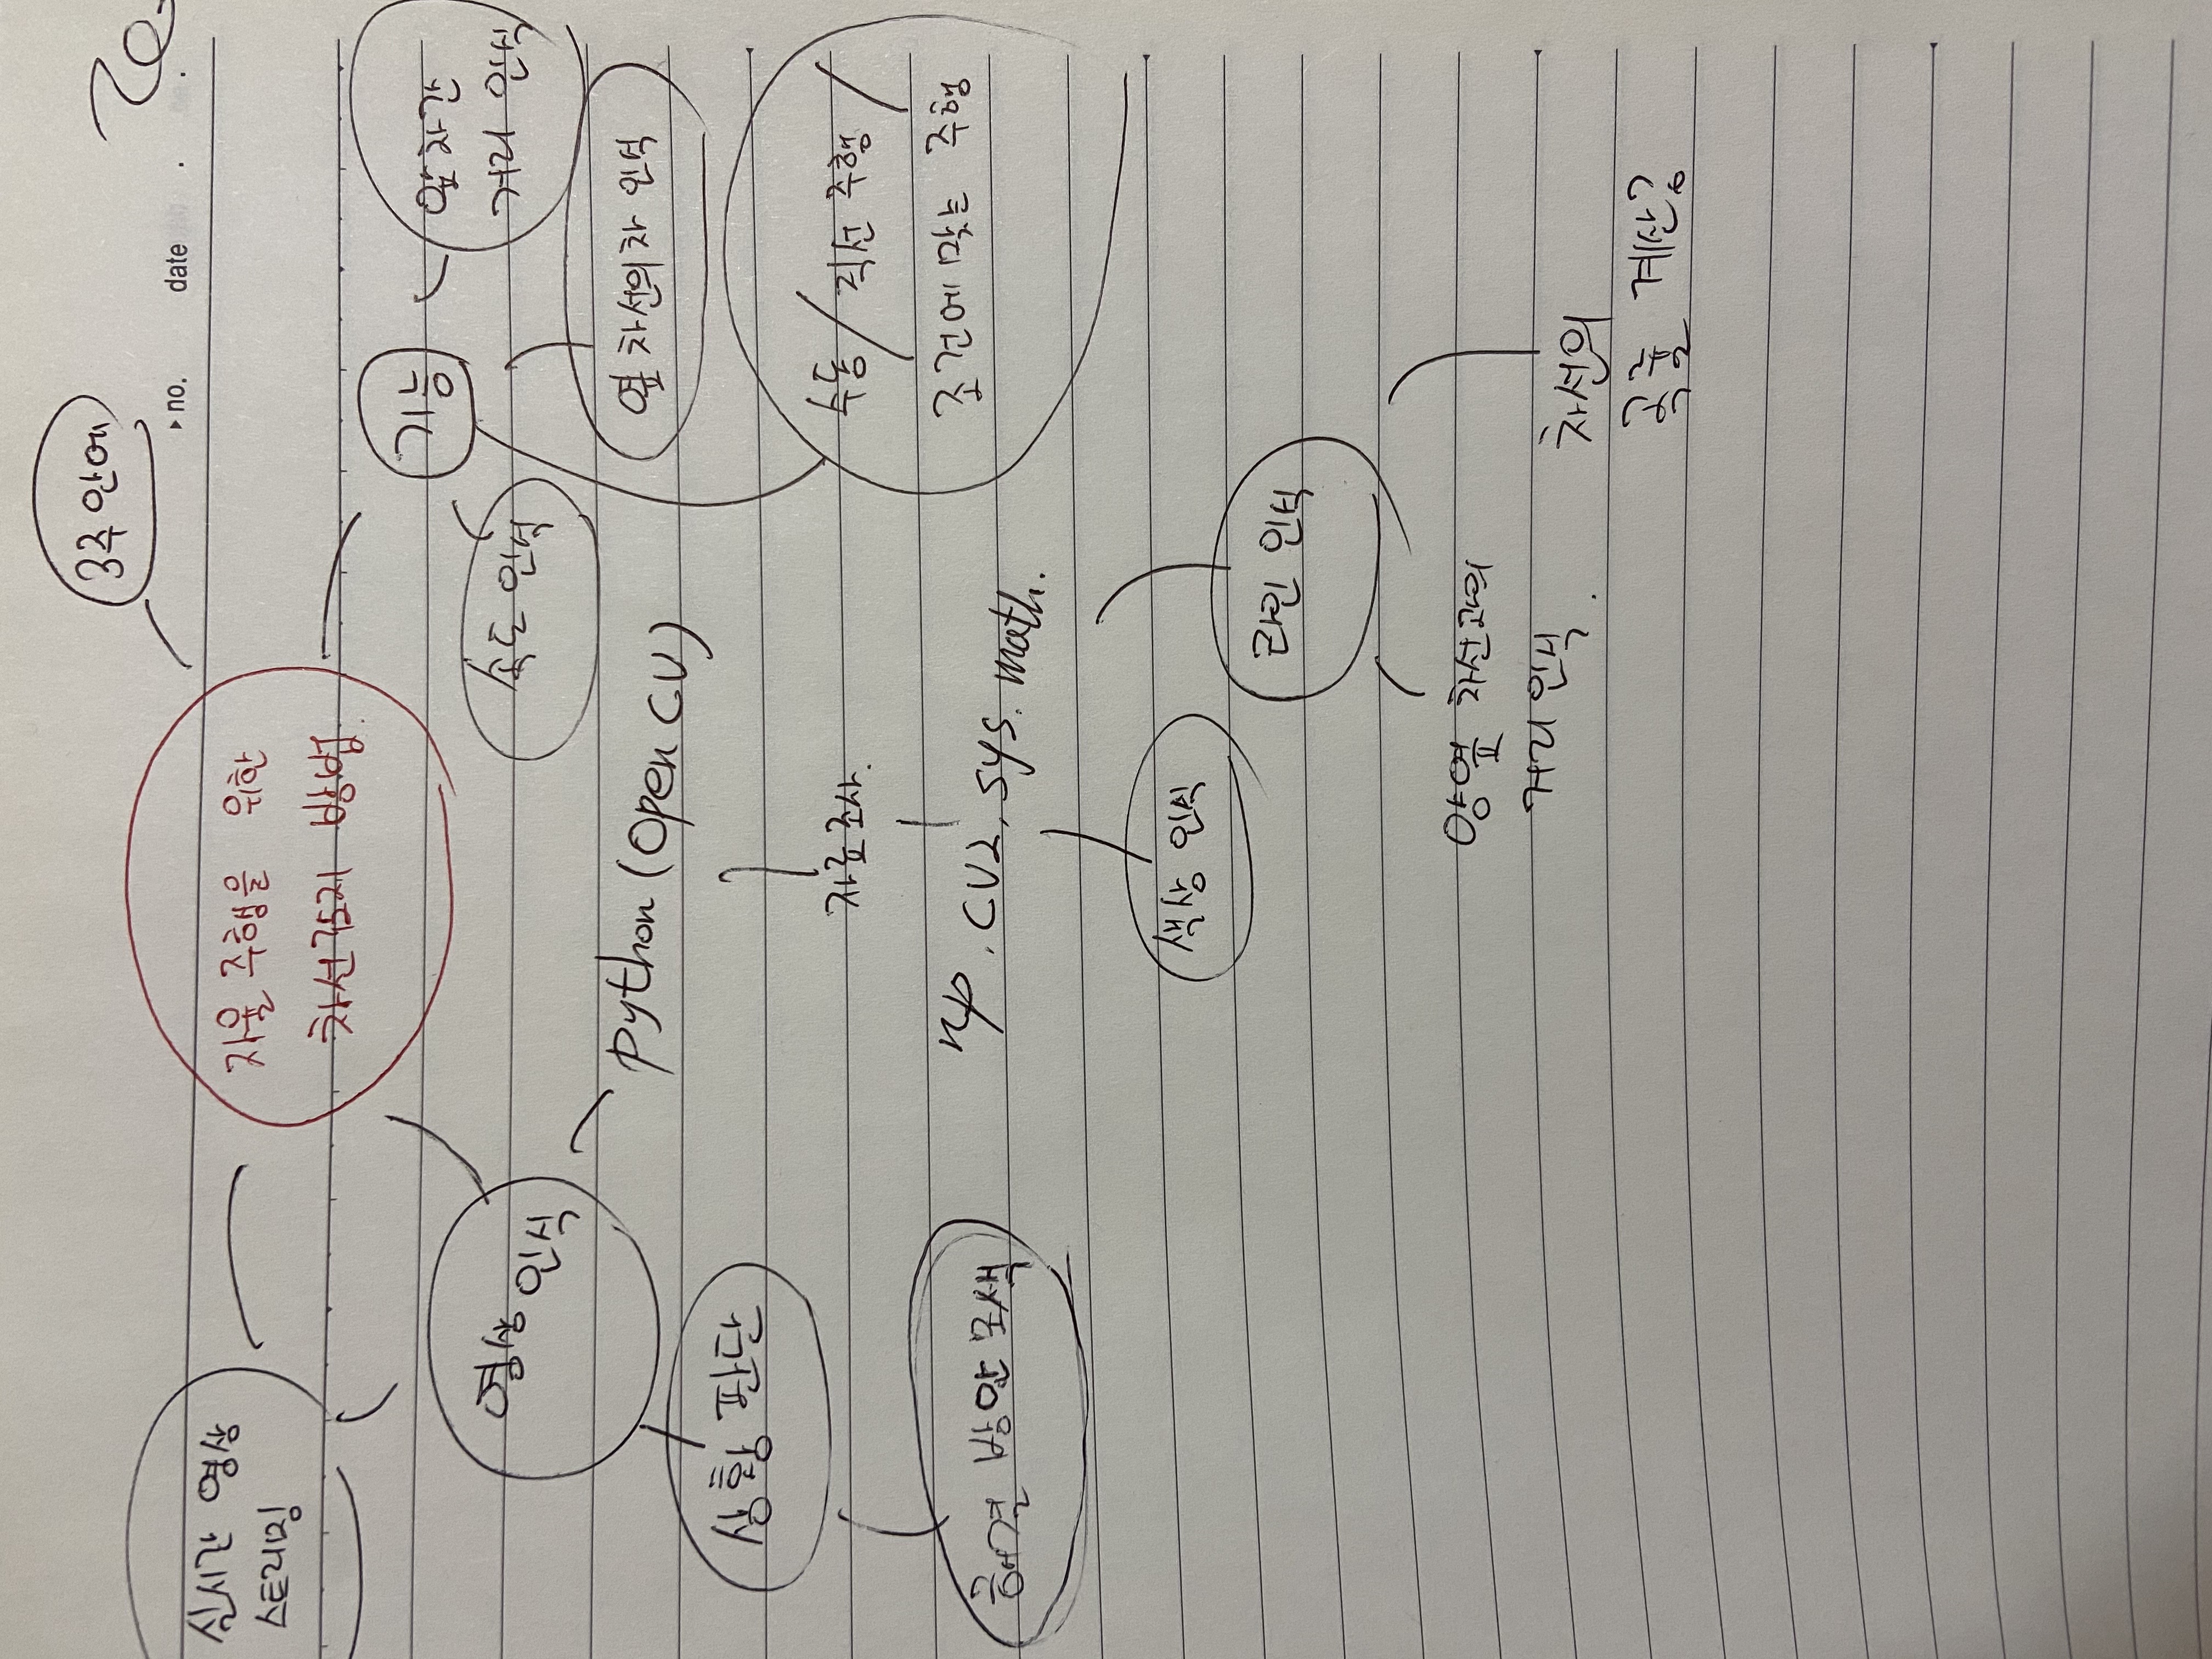 3주 안에
no. date . .
실시간 영상
스트리밍
자율 주행을 위한
차선감지 방법.
기능
앞 차간
거리 인식
속도 인식
영상
인식
python (Open CV)
옆 차선의 차 인식
상황 판단
자료조사.
수동 / 직선 주행 /
조건에 맞는 주행
해결 방안 모색
np, CV2, sys. math.
색상 인식
라인 인식
양옆 차선과의
거리 인식.
차선의
곡률 계산